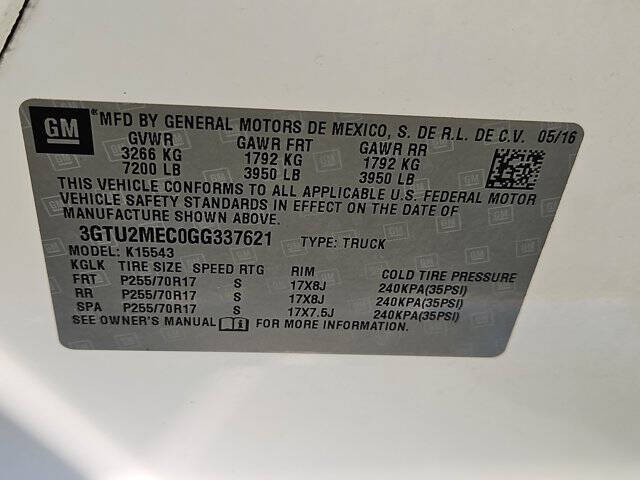 GM
MFD BY GENERAL MOTORS DE MEXICO, S. DE R.L. DE C.V. 05/16
GVWR GAWR FRT GAWR RR
3266 KG 1792 KG 1792 KG
7200 LB 3950 LB 3950 LB
THIS VEHICLE CONFORMS TO ALL APPLICABLE U.S. FEDERAL MOTOR
VEHICLE SAFETY STANDARDS IN EFFECT ON THE DATE OF
MANUFACTURE SHOWN ABOVE.
3GTU2MEC0GG337621 TYPE: TRUCK
MODEL: K15543
KGLK TIRE SIZE SPEED RTG RIM COLD TIRE PRESSURE
FRT P255/70R17 S 17X8J 240KPA(35PSI)
RR P255/70R17 S 17X8J 240KPA(35PSI)
SPA P255/70R17 S 17X7.5J 240KPA(35PSI)
SEE OWNER'S MANUAL FOR MORE INFORMATION.